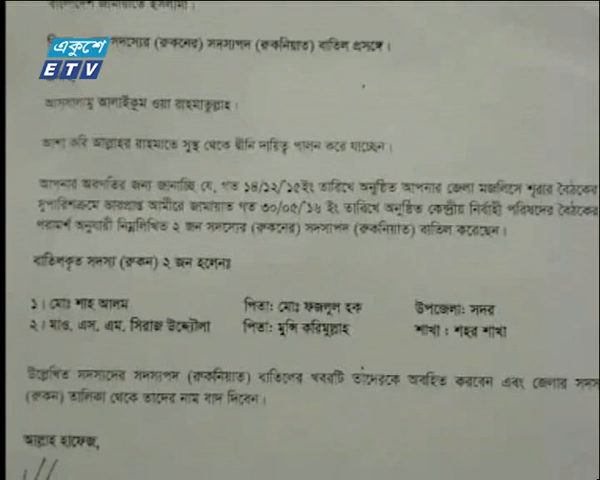 বাংলাদেশ জামায়াতে ইসলামী।
একুশে
ETV
সদস্যের (রুকনের) সদস্যপদ (রুকনিয়াত) বাতিল প্রসঙ্গে।
আসসালামু আলাইকুম ওয়া রাহমাতুল্লাহ।
আশা করি আল্লাহর রাহমাতে সুস্থ থেকে দ্বীনি দায়িত্ব পালন করে যাচ্ছেন।
আপনার অবগতির জন্য জানাচ্ছি যে, গত ১৪/১২/'১৫ইং তারিখে অনুষ্ঠিত আপনার জেলা মজলিসে শূরার বৈঠকের
সুপারিশক্রমে ভারপ্রাপ্ত আমীরে জামায়াত গত ৩০/০৫/'১৬ ইং তারিখে অনুষ্ঠিত কেন্দ্রীয় নির্বাহী পরিষদের বৈঠকের
পরামর্শ অনুযায়ী নিম্নলিখিত ২ জন সদস্যের (রুকনের) সদস্যপদ (রুকনিয়াত) বাতিল করেছেন।
বাতিলকৃত সদস্য (রুকন) ২ জন হলেনঃ
১। মোঃ শাহ আলম পিতা: মোঃ ফজলুল হক উপজেলা: সদর
২। মাও. এস. এম. সিরাজ উদ্দৌলা পিতা: মুন্সি করিমুল্লাহ শাখা : শহর শাখা
উল্লেখিত সদস্যদের সদস্যপদ (রুকনিয়াত) বাতিলের খবরটি তাঁদেরকে অবহিত করবেন এবং জেলার সদস
(রুকন) তালিকা থেকে তাদের নাম বাদ দিবেন।
আল্লাহ হাফেজ,